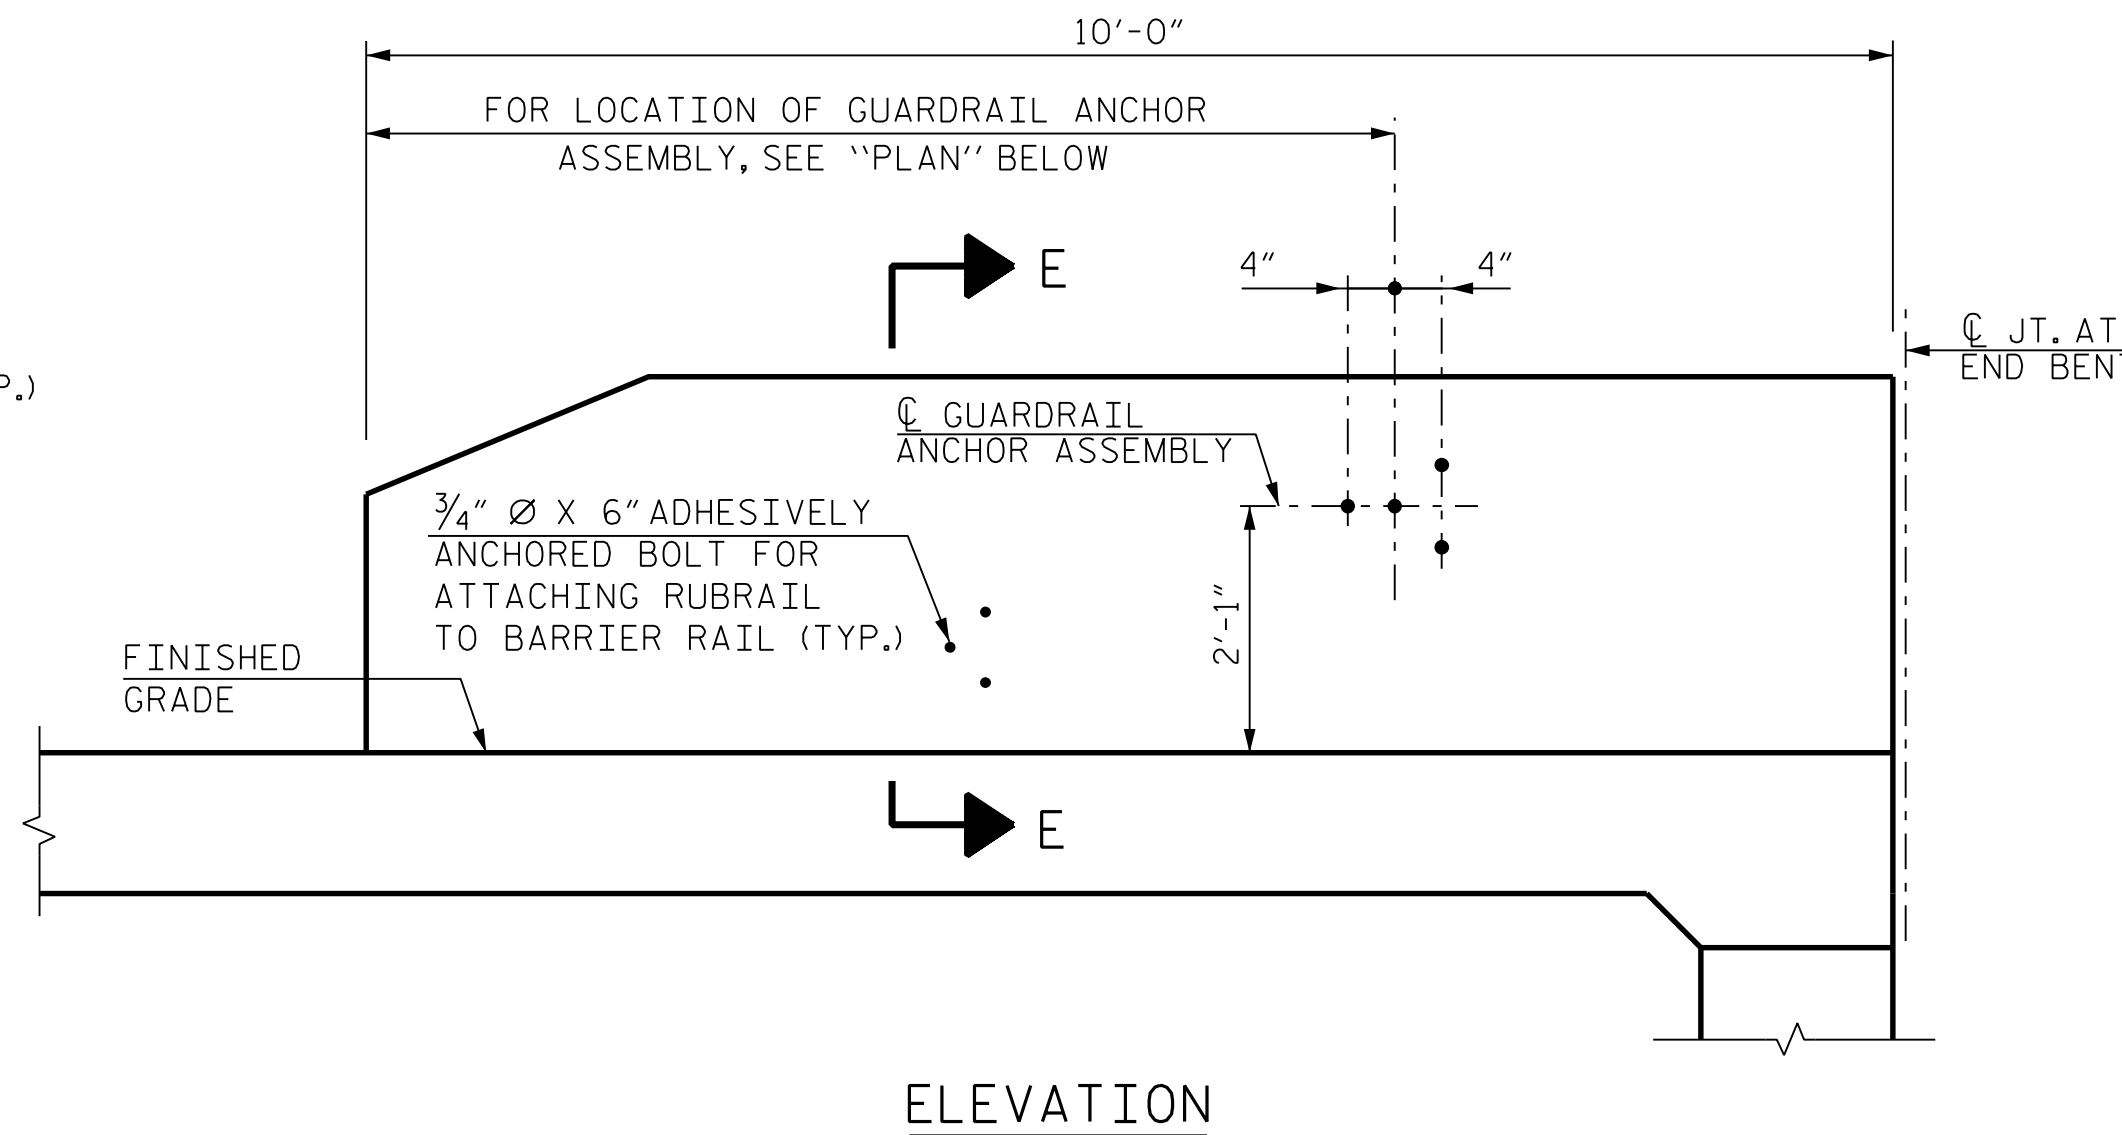 10'-0"
FOR LOCATION OF GUARDRAIL ANCHOR
ASSEMBLY, SEE "PLAN" BELOW
E
4"
4"
℄ JT. AT
END BENT
P.)
℄ GUARDRAIL
ANCHOR ASSEMBLY
¾" Ø X 6" ADHESIVELY
ANCHORED BOLT FOR
ATTACHING RUBRAIL
TO BARRIER RAIL (TYP.)
2'-1"
FINISHED
GRADE
E
ELEVATION